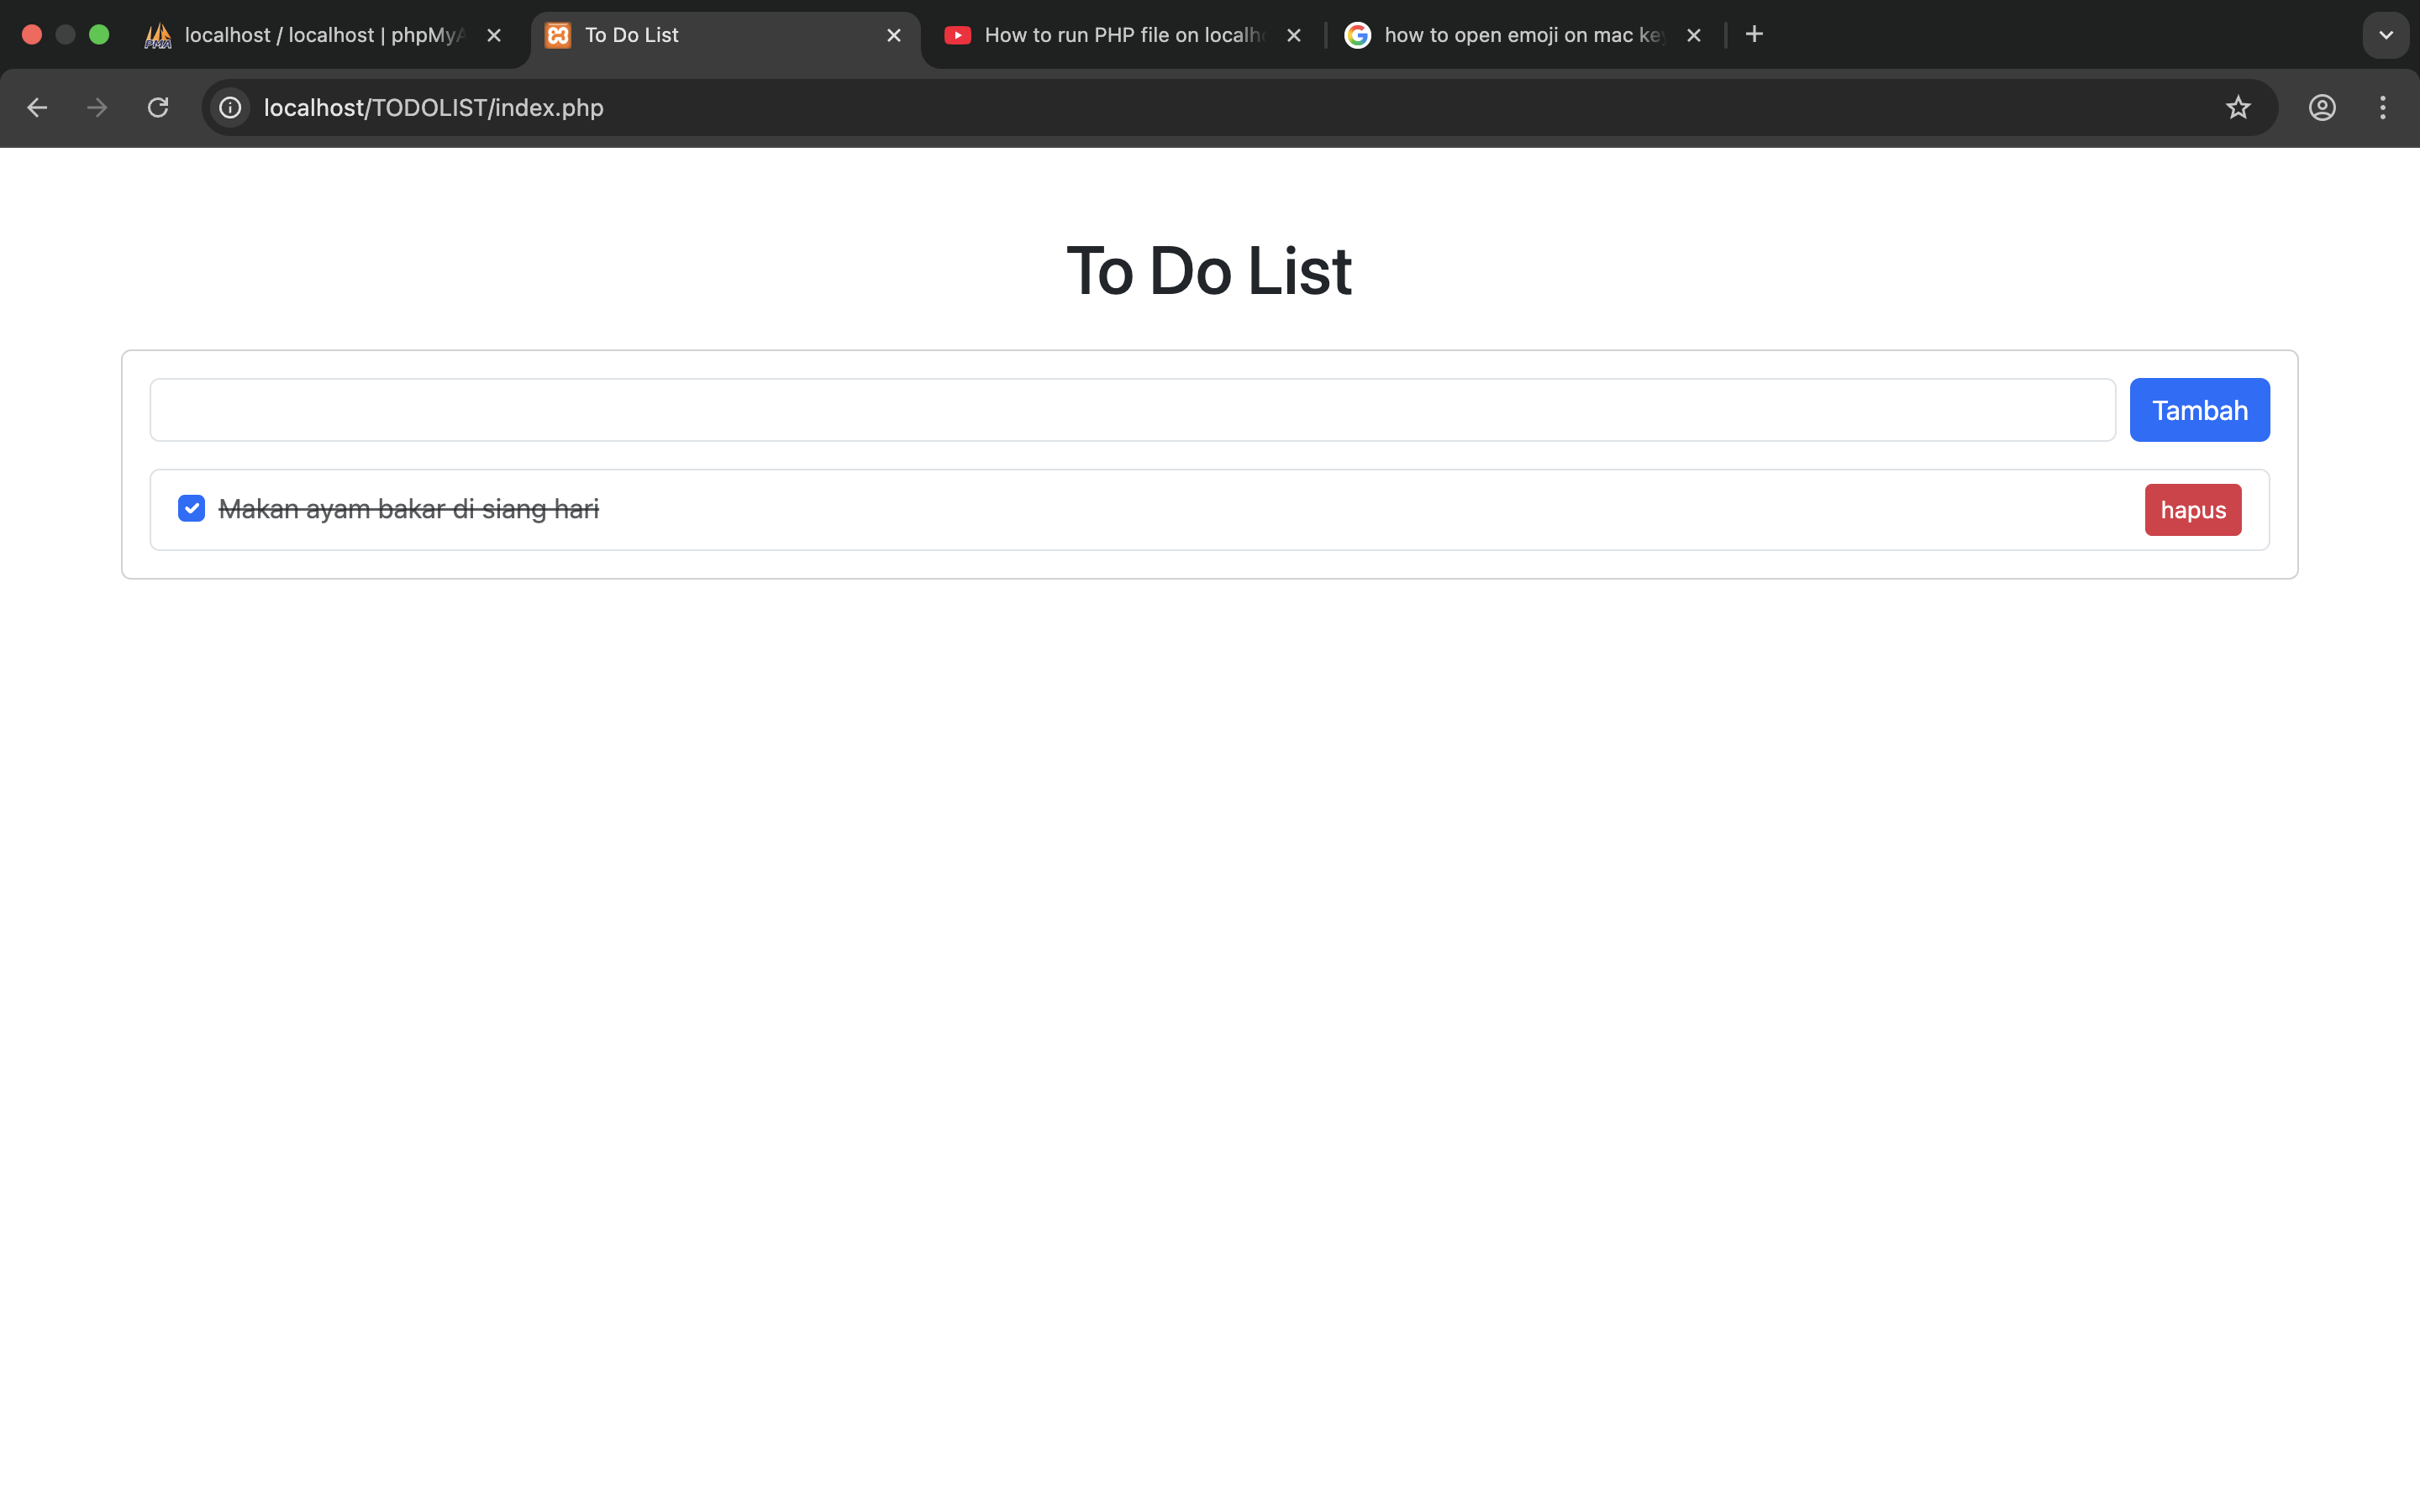 localhost / localhost | phpMyA
To Do List
How to run PHP file on localh
how to open emoji on mac ke
localhost/TODOLIST/index.php
To Do List
Tambah
Makan ayam bakar di siang hari
hapus